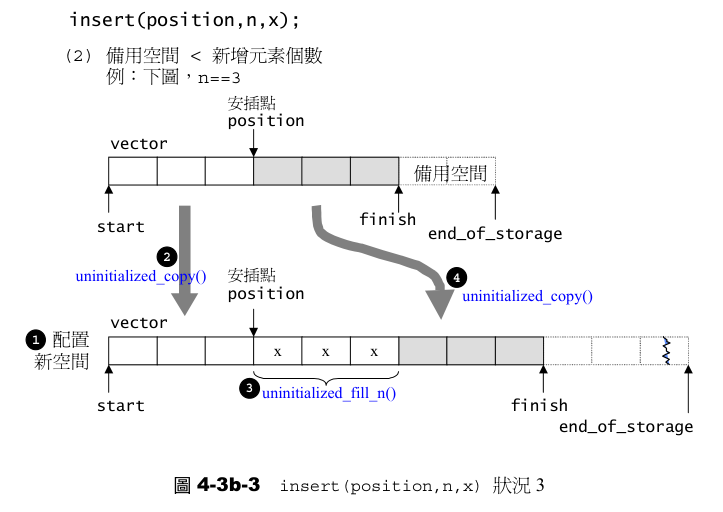 insert(position,n,x);
(2) 備用空間 < 新增元素個數
例：下圖，n==3
安插點
position
vector
備用空間
start
finish
end_of_storage
2
uninitialized_copy()
4
uninitialized_copy()
安插點
position
vector
1 配置
新空間
x x x
3 uninitialized_fill_n()
start
finish
end_of_storage
圖 4-3b-3 insert(position,n,x) 狀況 3